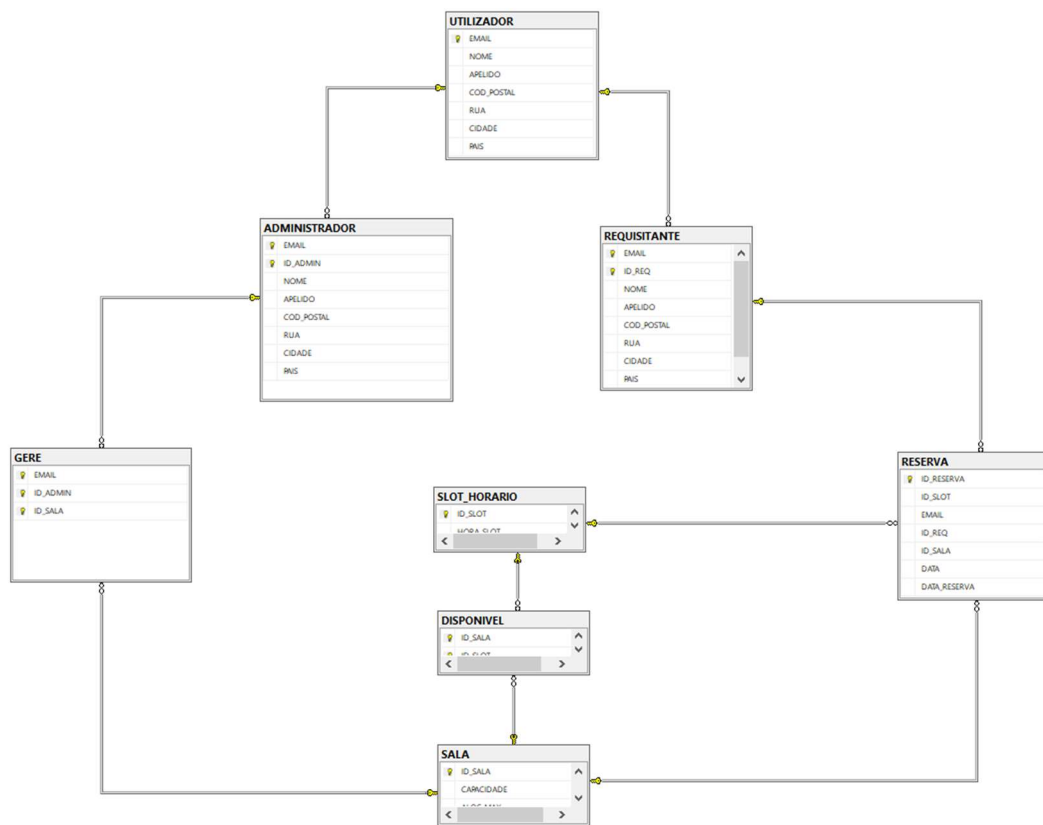 UTILIZADOR
EMAIL
NOME
APELIDO
COD_POSTAL
RUA
CIDADE
PAIS
ADMINISTRADOR
EMAIL
ID_ADMIN
NOME
APELIDO
COD_POSTAL
RUA
CIDADE
PAIS
REQUISITANTE
EMAIL
ID_REQ
NOME
APELIDO
COD_POSTAL
RUA
CIDADE
PAIS
GERE
EMAIL
ID_ADMIN
ID_SALA
SLOT_HORARIO
ID_SLOT
HORA_SLOT
RESERVA
ID_RESERVA
ID_SLOT
EMAIL
ID_REQ
ID_SALA
DATA
DATA_RESERVA
DISPONIVEL
ID_SALA
ID_SLOT
SALA
ID_SALA
CAPACIDADE